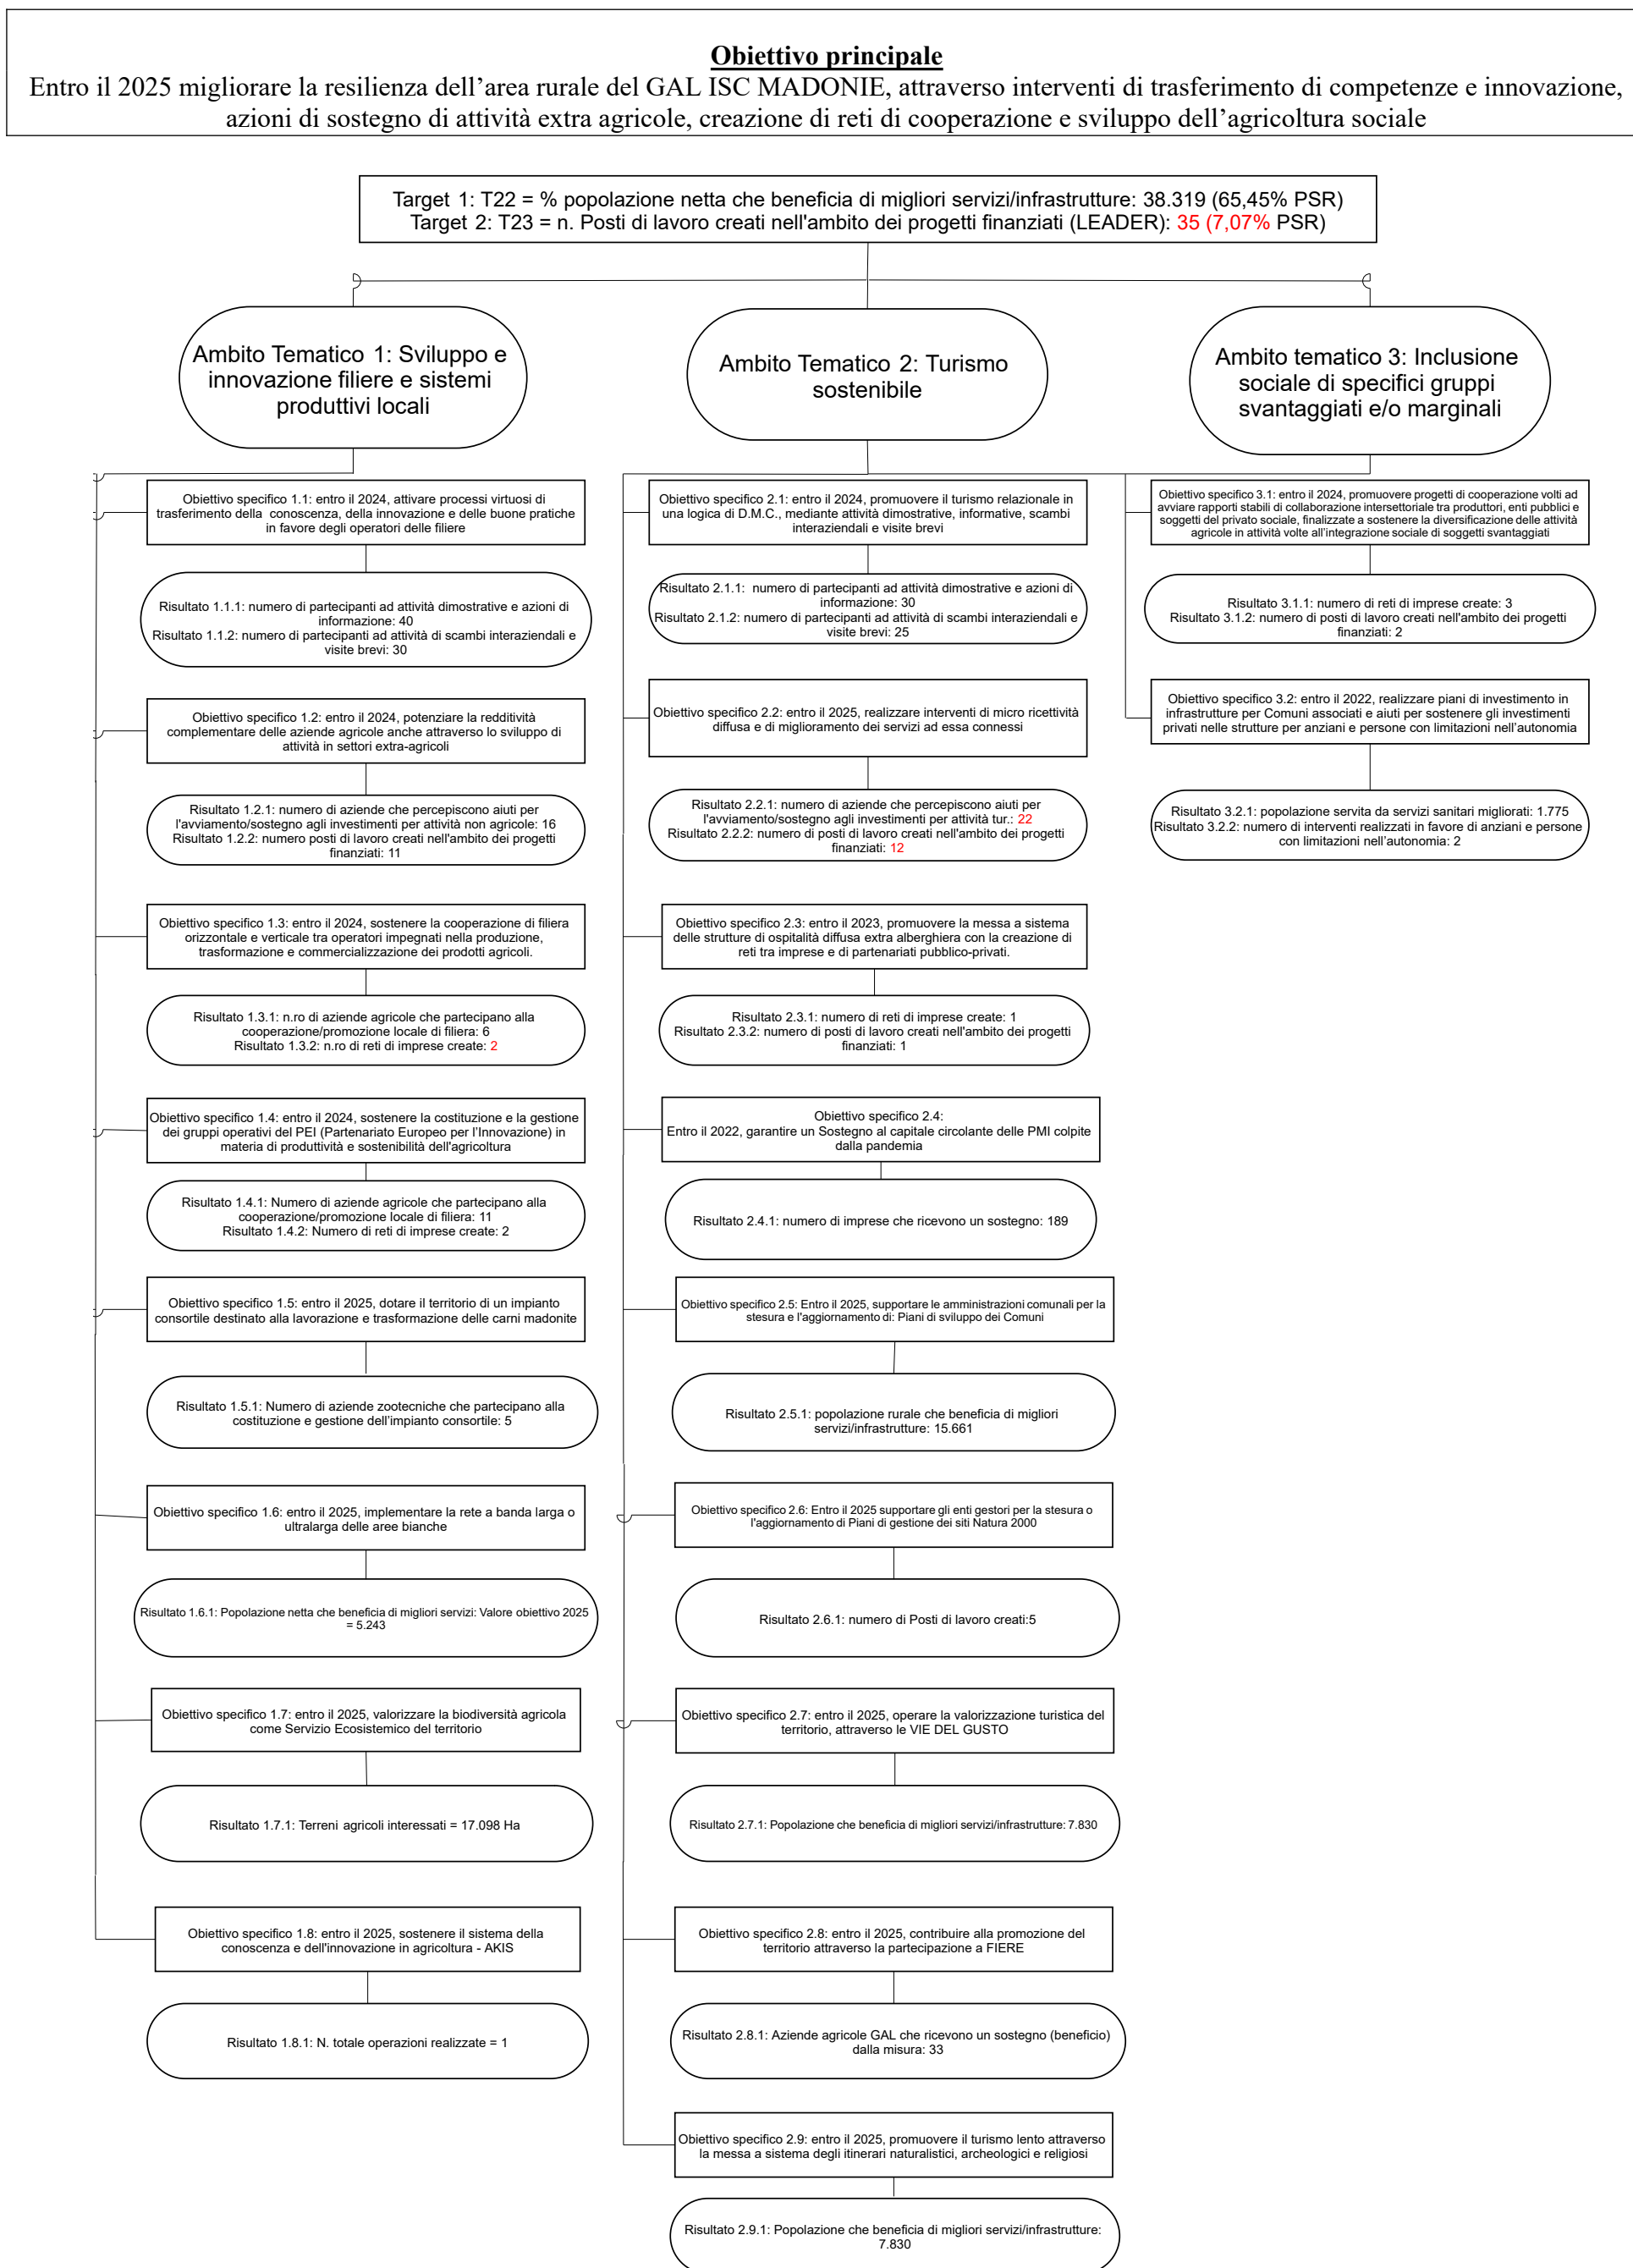 Obiettivo principale
Entro il 2025 migliorare la resilienza dell’area rurale del GAL ISC MADONIE, attraverso interventi di trasferimento di competenze e innovazione,
azioni di sostegno di attività extra agricole, creazione di reti di cooperazione e sviluppo dell’agricoltura sociale
Target 1: T22 = % popolazione netta che beneficia di migliori servizi/infrastrutture: 38.319 (65,45% PSR)
Target 2: T23 = n. Posti di lavoro creati nell'ambito dei progetti finanziati (LEADER): 35 (7,07% PSR)
Ambito Tematico 1: Sviluppo e
innovazione filiere e sistemi
produttivi locali
Obiettivo specifico 1.1: entro il 2024, attivare processi virtuosi di
trasferimento della conoscenza, della innovazione e delle buone pratiche
in favore degli operatori delle filiere
Risultato 1.1.1: numero di partecipanti ad attività dimostrative e azioni di
informazione: 40
Risultato 1.1.2: numero di partecipanti ad attività di scambi interaziendali e
visite brevi: 30
Obiettivo specifico 1.2: entro il 2024, potenziare la redditività
complementare delle aziende agricole anche attraverso lo sviluppo di
attività in settori extra-agricoli
Risultato 1.2.1: numero di aziende che percepiscono aiuti per
l'avviamento/sostegno agli investimenti per attività non agricole: 16
Risultato 1.2.2: numero posti di lavoro creati nell'ambito dei progetti
finanziati: 11
Obiettivo specifico 1.3: entro il 2024, sostenere la cooperazione di filiera
orizzontale e verticale tra operatori impegnati nella produzione,
trasformazione e commercializzazione dei prodotti agricoli.
Risultato 1.3.1: n.ro di aziende agricole che partecipano alla
cooperazione/promozione locale di filiera: 6
Risultato 1.3.2: n.ro di reti di imprese create: 2
Obiettivo specifico 1.4: entro il 2024, sostenere la costituzione e la gestione
dei gruppi operativi del PEI (Partenariato Europeo per l’Innovazione) in
materia di produttività e sostenibilità dell'agricoltura
Risultato 1.4.1: Numero di aziende agricole che partecipano alla
cooperazione/promozione locale di filiera: 11
Risultato 1.4.2: Numero di reti di imprese create: 2
Obiettivo specifico 1.5: entro il 2025, dotare il territorio di un impianto
consortile destinato alla lavorazione e trasformazione delle carni madonite
Risultato 1.5.1: Numero di aziende zootecniche che partecipano alla
costituzione e gestione dell’impianto consortile: 5
Obiettivo specifico 1.6: entro il 2025, implementare la rete a banda larga o
ultralarga delle aree bianche
Risultato 1.6.1: Popolazione netta che beneficia di migliori servizi: Valore obiettivo 2025
= 5.243
Obiettivo specifico 1.7: entro il 2025, valorizzare la biodiversità agricola
come Servizio Ecosistemico del territorio
Risultato 1.7.1: Terreni agricoli interessati = 17.098 Ha
Obiettivo specifico 1.8: entro il 2025, sostenere il sistema della
conoscenza e dell'innovazione in agricoltura - AKIS
Risultato 1.8.1: N. totale operazioni realizzate = 1
Ambito Tematico 2: Turismo
sostenibile
Obiettivo specifico 2.1: entro il 2024, promuovere il turismo relazionale in
una logica di D.M.C., mediante attività dimostrative, informative, scambi
interaziendali e visite brevi
Risultato 2.1.1: numero di partecipanti ad attività dimostrative e azioni di
informazione: 30
Risultato 2.1.2: numero di partecipanti ad attività di scambi interaziendali e
visite brevi: 25
Obiettivo specifico 2.2: entro il 2025, realizzare interventi di micro ricettività
diffusa e di miglioramento dei servizi ad essa connessi
Risultato 2.2.1: numero di aziende che percepiscono aiuti per
l'avviamento/sostegno agli investimenti per attività tur.: 22
Risultato 2.2.2: numero di posti di lavoro creati nell'ambito dei progetti
finanziati: 12
Obiettivo specifico 2.3: entro il 2023, promuovere la messa a sistema
delle strutture di ospitalità diffusa extra alberghiera con la creazione di
reti tra imprese e di partenariati pubblico-privati.
Risultato 2.3.1: numero di reti di imprese create: 1
Risultato 2.3.2: numero di posti di lavoro creati nell'ambito dei progetti
finanziati: 1
Obiettivo specifico 2.4:
Entro il 2022, garantire un Sostegno al capitale circolante delle PMI colpite
dalla pandemia
Risultato 2.4.1: numero di imprese che ricevono un sostegno: 189
Obiettivo specifico 2.5: Entro il 2025, supportare le amministrazioni comunali per la
stesura e l'aggiornamento di: Piani di sviluppo dei Comuni
Risultato 2.5.1: popolazione rurale che beneficia di migliori
servizi/infrastrutture: 15.661
Obiettivo specifico 2.6: Entro il 2025 supportare gli enti gestori per la stesura o
l'aggiornamento di Piani di gestione dei siti Natura 2000
Risultato 2.6.1: numero di Posti di lavoro creati:5
Obiettivo specifico 2.7: entro il 2025, operare la valorizzazione turistica del
territorio, attraverso le VIE DEL GUSTO
Risultato 2.7.1: Popolazione che beneficia di migliori servizi/infrastrutture: 7.830
Obiettivo specifico 2.8: entro il 2025, contribuire alla promozione del
territorio attraverso la partecipazione a FIERE
Risultato 2.8.1: Aziende agricole GAL che ricevono un sostegno (beneficio)
dalla misura: 33
Obiettivo specifico 2.9: entro il 2025, promuovere il turismo lento attraverso
la messa a sistema degli itinerari naturalistici, archeologici e religiosi
Risultato 2.9.1: Popolazione che beneficia di migliori servizi/infrastrutture:
7.830
Ambito tematico 3: Inclusione
sociale di specifici gruppi
svantaggiati e/o marginali
Obiettivo specifico 3.1: entro il 2024, promuovere progetti di cooperazione volti ad
avviare rapporti stabili di collaborazione intersettoriale tra produttori, enti pubblici e
soggetti del privato sociale, finalizzate a sostenere la diversificazione delle attività
agricole in attività volte all’integrazione sociale di soggetti svantaggiati
Risultato 3.1.1: numero di reti di imprese create: 3
Risultato 3.1.2: numero di posti di lavoro creati nell'ambito dei progetti
finanziati: 2
Obiettivo specifico 3.2: entro il 2022, realizzare piani di investimento in
infrastrutture per Comuni associati e aiuti per sostenere gli investimenti
privati nelle strutture per anziani e persone con limitazioni nell’autonomia
Risultato 3.2.1: popolazione servita da servizi sanitari migliorati: 1.775
Risultato 3.2.2: numero di interventi realizzati in favore di anziani e persone
con limitazioni nell’autonomia: 2